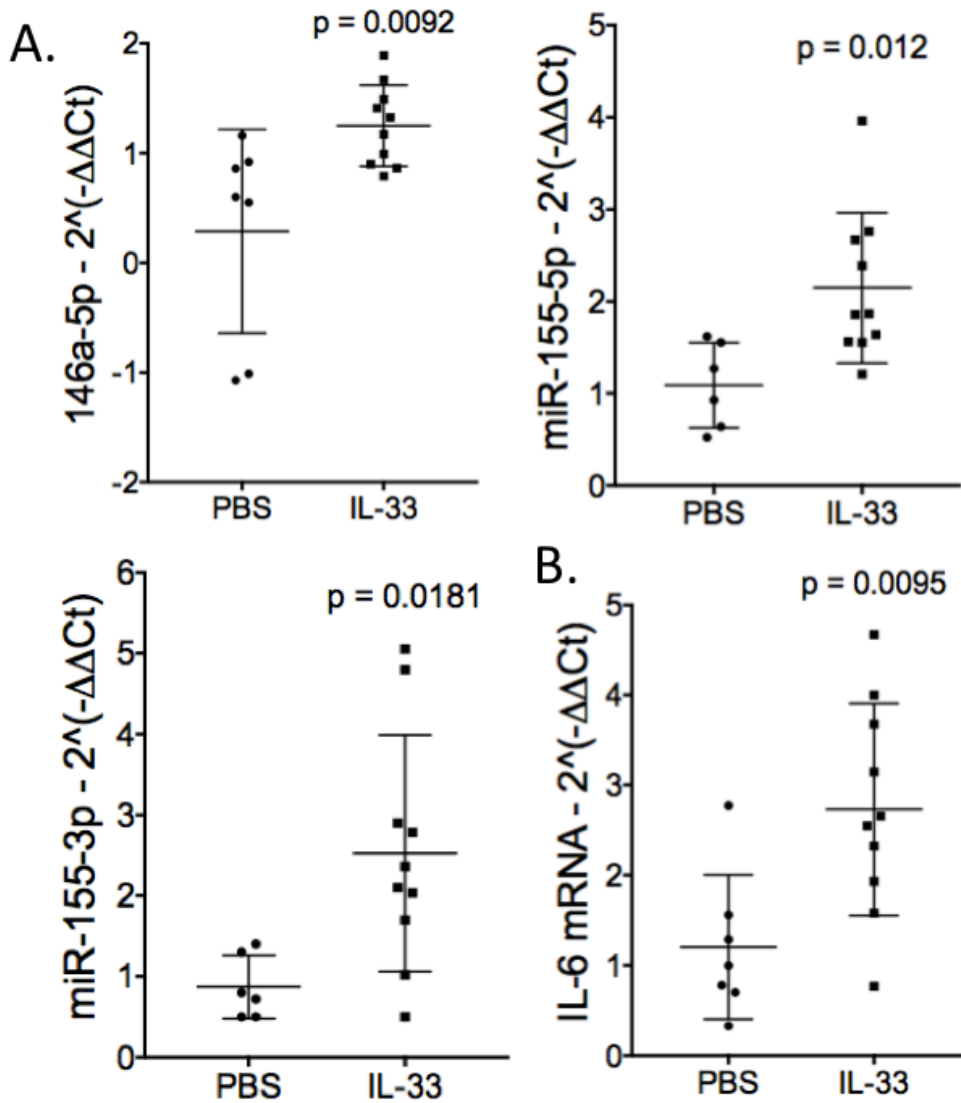 A.
p = 0.0092
146a-5p - 2^(-ΔΔCt)
2
1
0
-1
-2
PBS IL-33
p = 0.012
miR-155-5p - 2^(-ΔΔCt)
5
4
3
2
1
0
PBS IL-33
p = 0.0181
miR-155-3p - 2^(-ΔΔCt)
6
5
4
3
2
1
0
PBS IL-33
B.
p = 0.0095
IL-6 mRNA - 2^(-ΔΔCt)
5
4
3
2
1
0
PBS IL-33